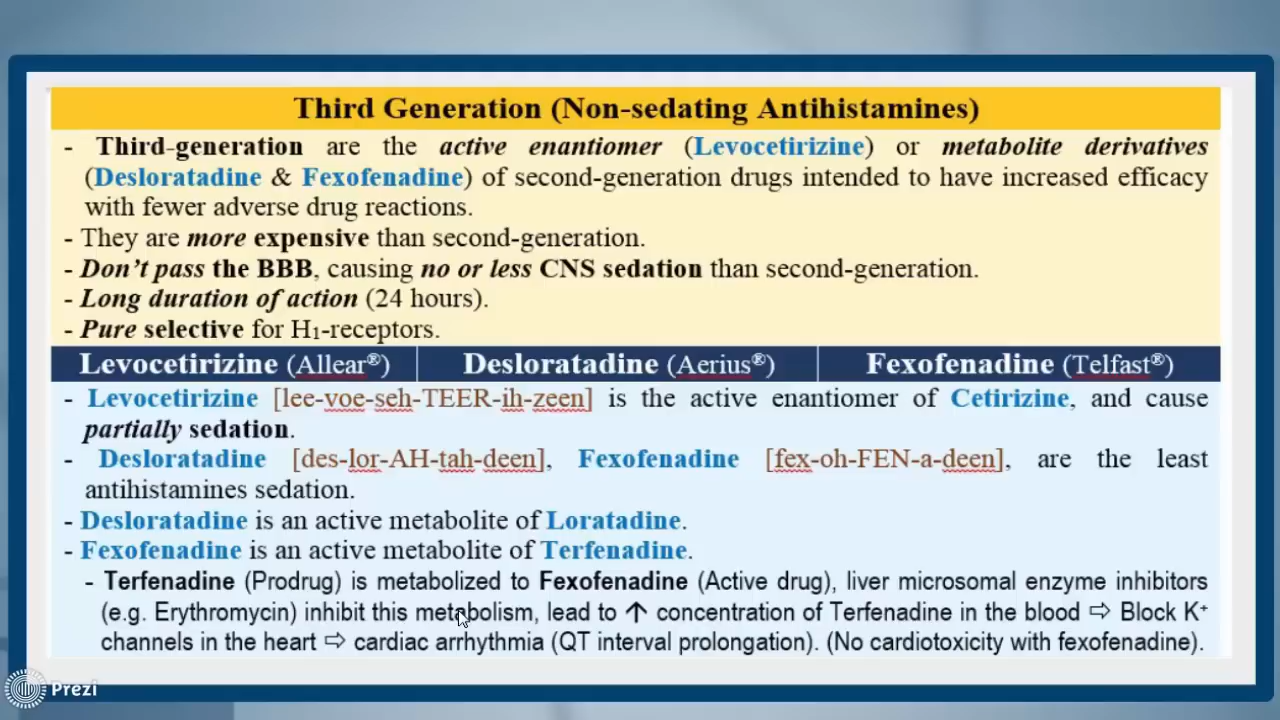 Third Generation (Non-sedating Antihistamines)
- Third-generation are the active enantiomer (Levocetirizine) or metabolite derivatives
(Desloratadine & Fexofenadine) of second-generation drugs intended to have increased efficacy
with fewer adverse drug reactions.
- They are more expensive than second-generation.
- Don't pass the BBB, causing no or less CNS sedation than second-generation.
- Long duration of action (24 hours).
- Pure selective for H₁-receptors.
Levocetirizine (Allear®) Desloratadine (Aerius®) Fexofenadine (Telfast®)
- Levocetirizine [lee-voe-seh-TEER-ih-zeen] is the active enantiomer of Cetirizine, and cause
partially sedation.
- Desloratadine [des-lor-AH-tah-deen], Fexofenadine [fex-oh-FEN-a-deen], are the least
antihistamines sedation.
- Desloratadine is an active metabolite of Loratadine.
- Fexofenadine is an active metabolite of Terfenadine.
- Terfenadine (Prodrug) is metabolized to Fexofenadine (Active drug), liver microsomal enzyme inhibitors
(e.g. Erythromycin) inhibit this metabolism, lead to ↑ concentration of Terfenadine in the blood ⇨ Block K⁺
channels in the heart ⇨ cardiac arrhythmia (QT interval prolongation). (No cardiotoxicity with fexofenadine).
Prezi